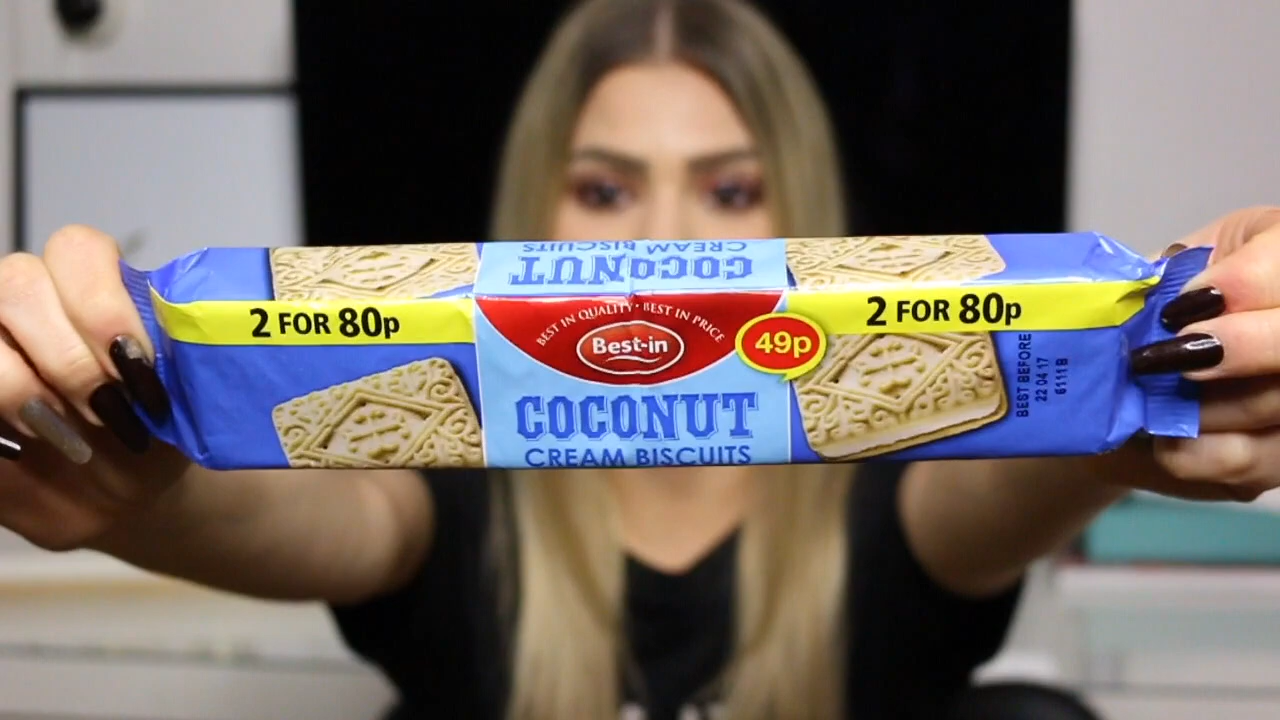 CREAM BISCUITS
COCONUT
2 FOR 80p
2 FOR 80p
BEST IN QUALITY · BEST IN PRICE
Best-in
49p
COCONUT
CREAM BISCUITS
BEST BEFORE
22 04 17
6111B